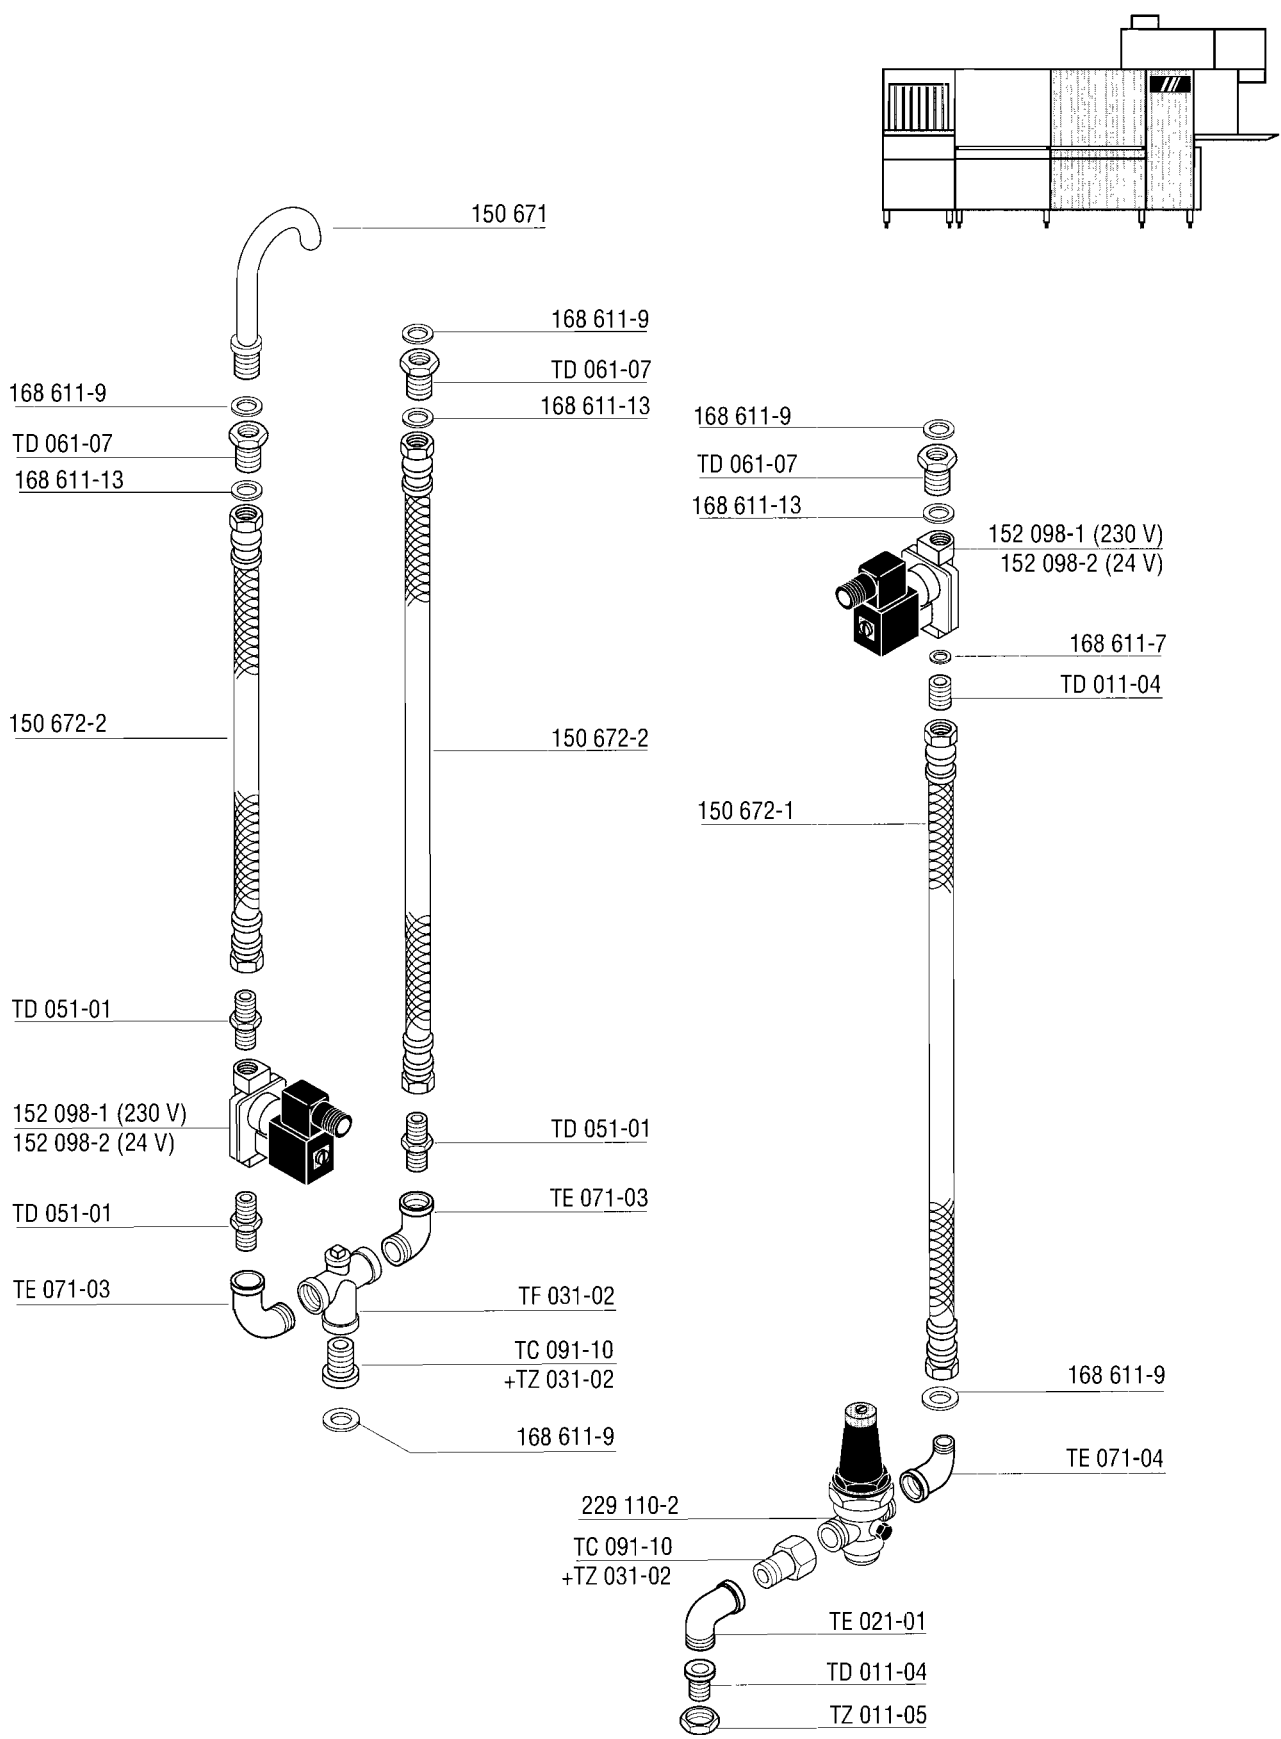 150 671
168 611-9
TD 061-07
168 611-13
168 611-9
TD 061-07
168 611-13
150 672-2
150 672-2
TD 051-01
152 098-1 (230 V)
152 098-2 (24 V)
TD 051-01
TE 071-03
TD 051-01
TE 071-03
TF 031-02
TC 091-10
+TZ 031-02
168 611-9
168 611-9
TD 061-07
168 611-13
152 098-1 (230 V)
152 098-2 (24 V)
168 611-7
TD 011-04
150 672-1
168 611-9
TE 071-04
229 110-2
TC 091-10
+TZ 031-02
TE 021-01
TD 011-04
TZ 011-05